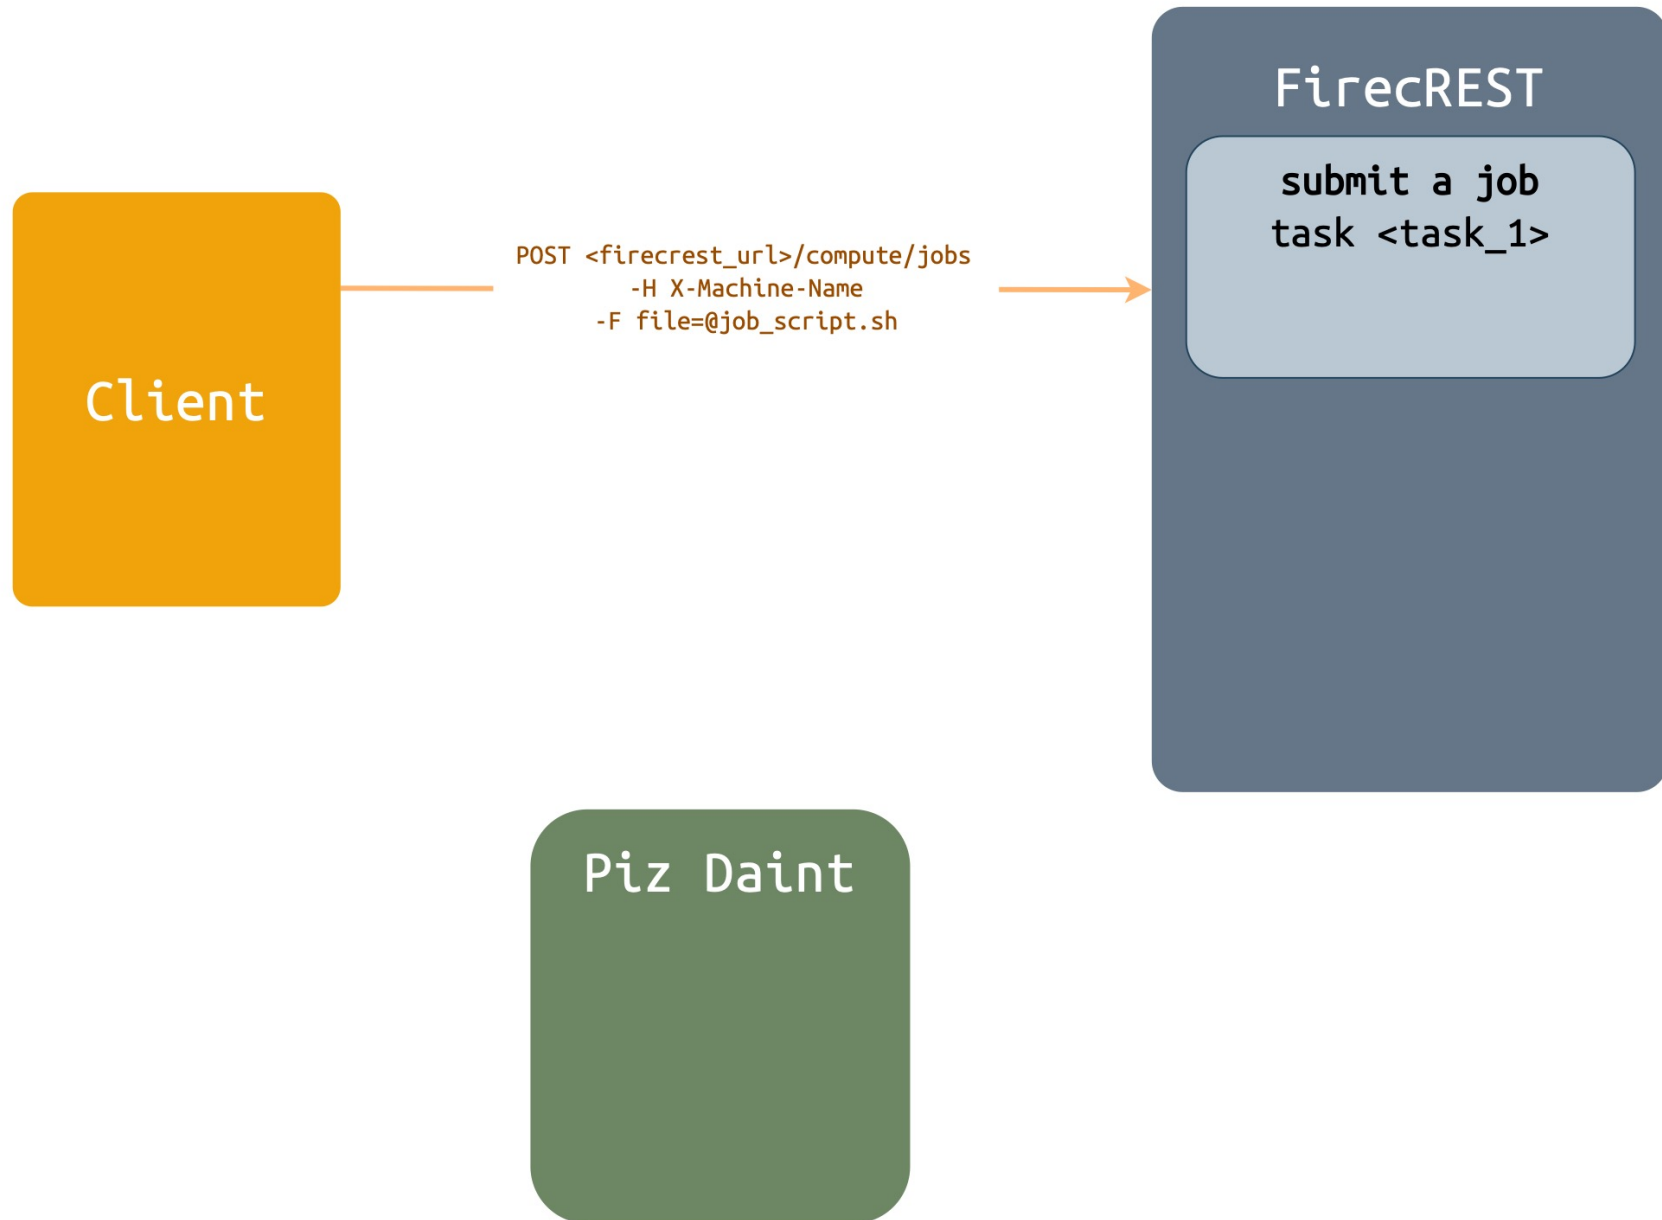 FirecREST
submit a job
task <task_1>
POST <firecrest_url>/compute/jobs
-H X-Machine-Name
-F file=@job_script.sh
Client
Piz Daint